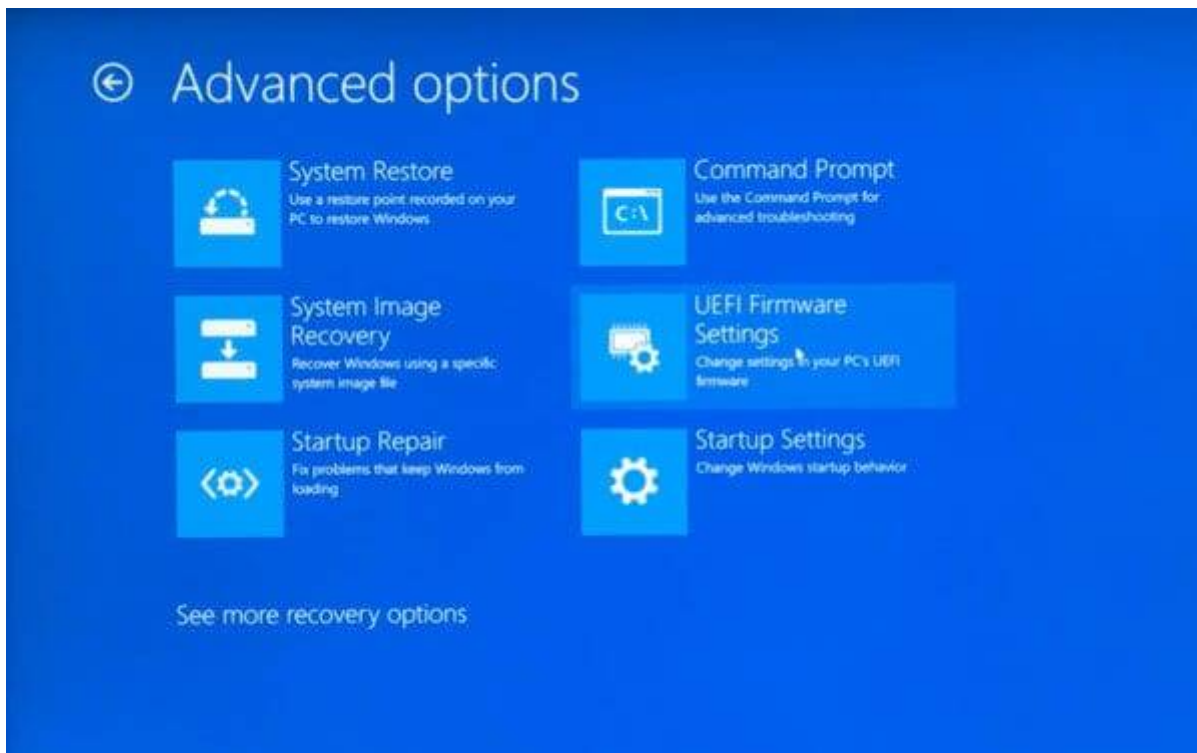 Advanced options
System Restore
Use a restore point recorded on your
PC to restore Windows
Command Prompt
Use the Command Prompt for
advanced troubleshooting
C:\
System Image
Recovery
Recover Windows using a specific
system image file
UEFI Firmware
Settings
Change settings in your PC's UEFI
firmware
Startup Repair
Fix problems that keep Windows from
loading
Startup Settings
Change Windows startup behavior
See more recovery options